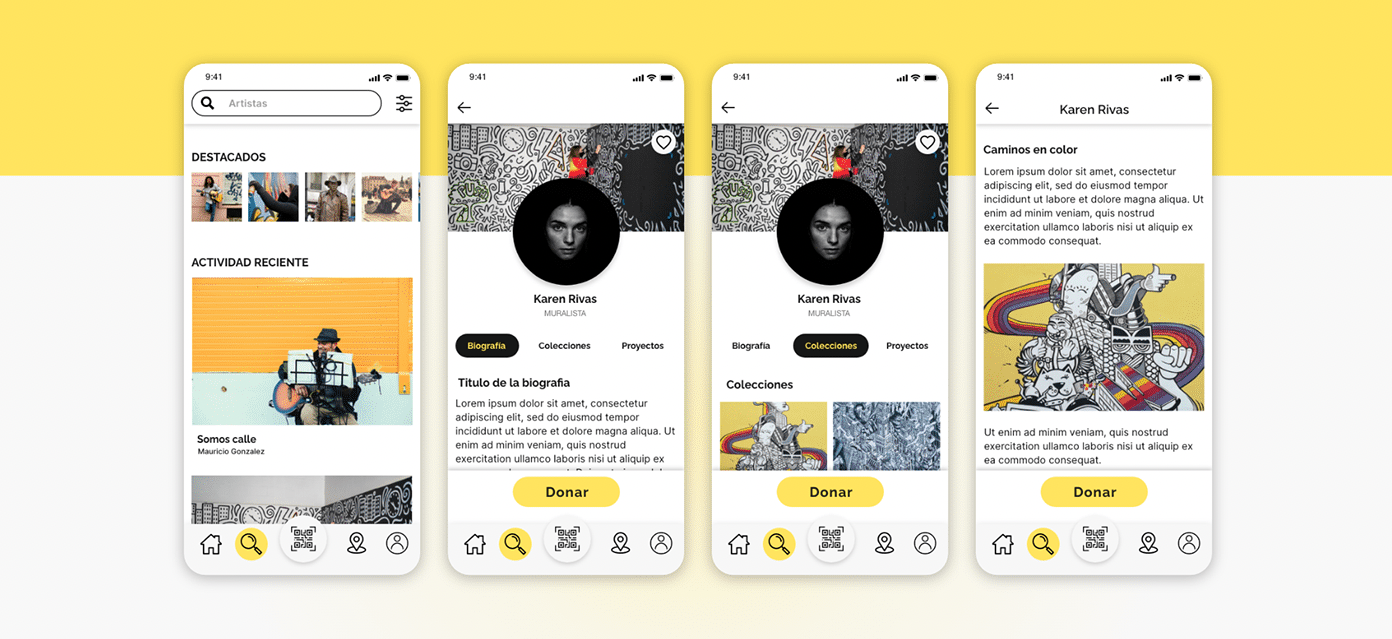 9:41
Artistas
DESTACADOS
ACTIVIDAD RECIENTE
Somos calle
Mauricio Gonzalez
9:41
Karen Rivas
MURALISTA
Biografía
Colecciones
Proyectos
Título de la biografia
Lorem ipsum dolor sit amet, consectetur
adipiscing elit, sed do eiusmod tempor
incididunt ut labore et dolore magna aliqua. Ut
enim ad minim veniam, quis nostrud
exercitation ullamco laboris nisi ut aliquip ex
Donar
9:41
Karen Rivas
MURALISTA
Biografía
Colecciones
Proyectos
Colecciones
Donar
9:41
Karen Rivas
Caminos en color
Lorem ipsum dolor sit amet, consectetur
adipiscing elit, sed do eiusmod tempor
incididunt ut labore et dolore magna aliqua. Ut
enim ad minim veniam, quis nostrud
exercitation ullamco laboris nisi ut aliquip ex
ea commodo consequat.
Ut enim ad minim veniam, quis nostrud
exercitation ullamco laboris nisi ut aliquip ex
ea commodo consequat.
Donar